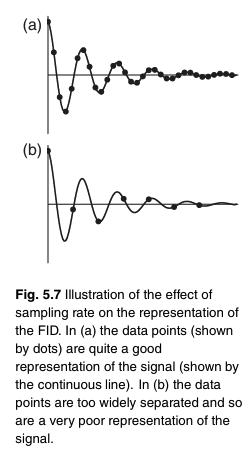 (a)
(b)
Fig. 5.7 Illustration of the effect of
sampling rate on the representation of
the FID. In (a) the data points (shown
by dots) are quite a good
representation of the signal (shown by
the continuous line). In (b) the data
points are too widely separated and so
are a very poor representation of the
signal.